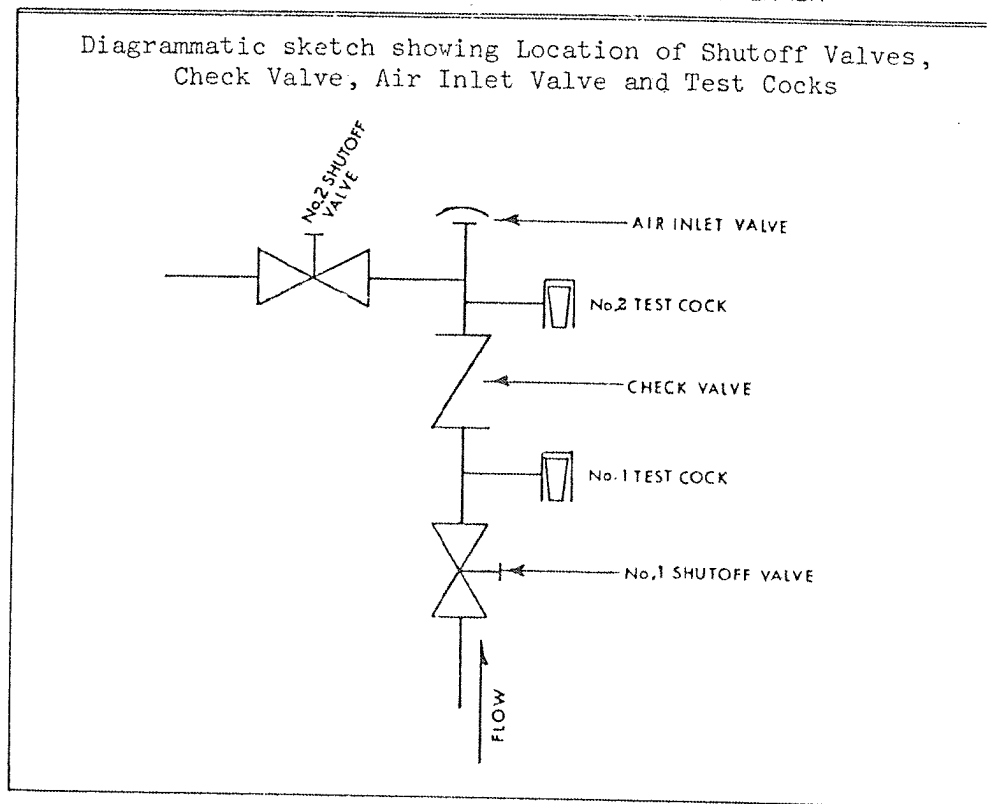 Diagrammatic sketch showing Location of Shutoff Valves,
Check Valve, Air Inlet Valve and Test Cocks
No.2 SHUTOFF
VALVE
AIR INLET VALVE
No.2 TEST COCK
CHECK VALVE
No.1 TEST COCK
No.1 SHUTOFF VALVE
FLOW